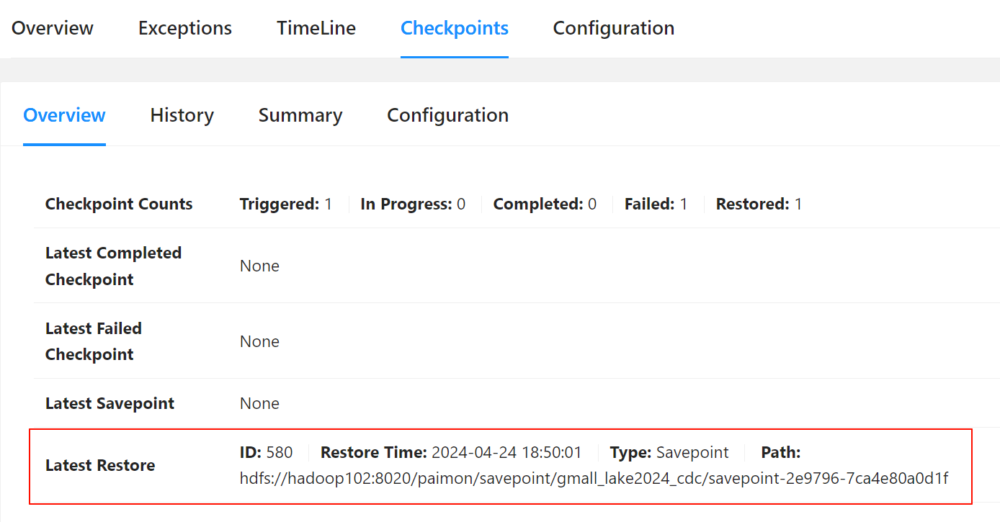 Overview Exceptions TimeLine Checkpoints Configuration
Overview History Summary Configuration
Checkpoint Counts Triggered: 1 In Progress: 0 Completed: 0 Failed: 1 Restored: 1
Latest Completed
Checkpoint
None
Latest Failed
Checkpoint
None
Latest Savepoint None
Latest Restore
ID: 580 Restore Time: 2024-04-24 18:50:01 Type: Savepoint Path:
hdfs://hadoop102:8020/paimon/savepoint/gmall_lake2024_cdc/savepoint-2e9796-7ca4e80a0d1f